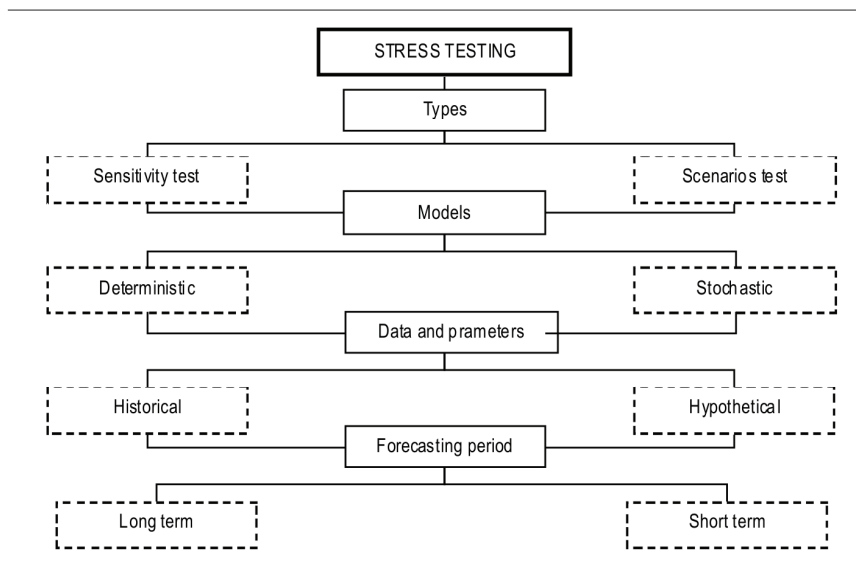 STRESS TESTING
Types
Sensitivity test
Scenarios test
Models
Deterministic
Stochastic
Data and prameters
Historical
Hypothetical
Forecasting period
Long term
Short term